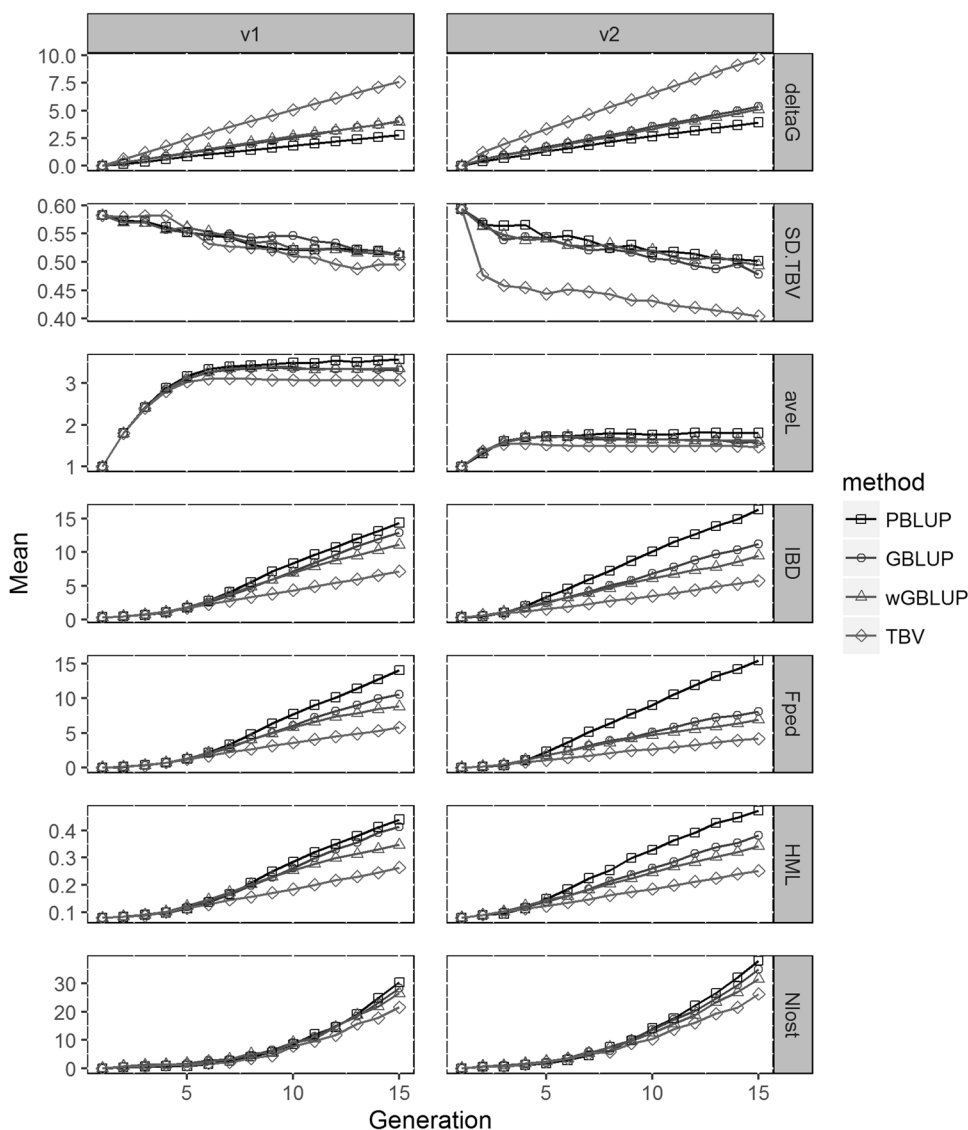 v1 v2
10.0
7.5
5.0
2.5
0.0
deltaG
0.60
0.55
0.50
0.45
0.40
SD.TBV
3
2
1
aveL
15
10
5
0
IBD
15
10
5
0
Fped
0.4
0.3
0.2
0.1
HML
30
20
10
0
Nlost
5 10 15 5 10 15
Generation
Mean
method
PBLUP
GBLUP
wGBLUP
TBV